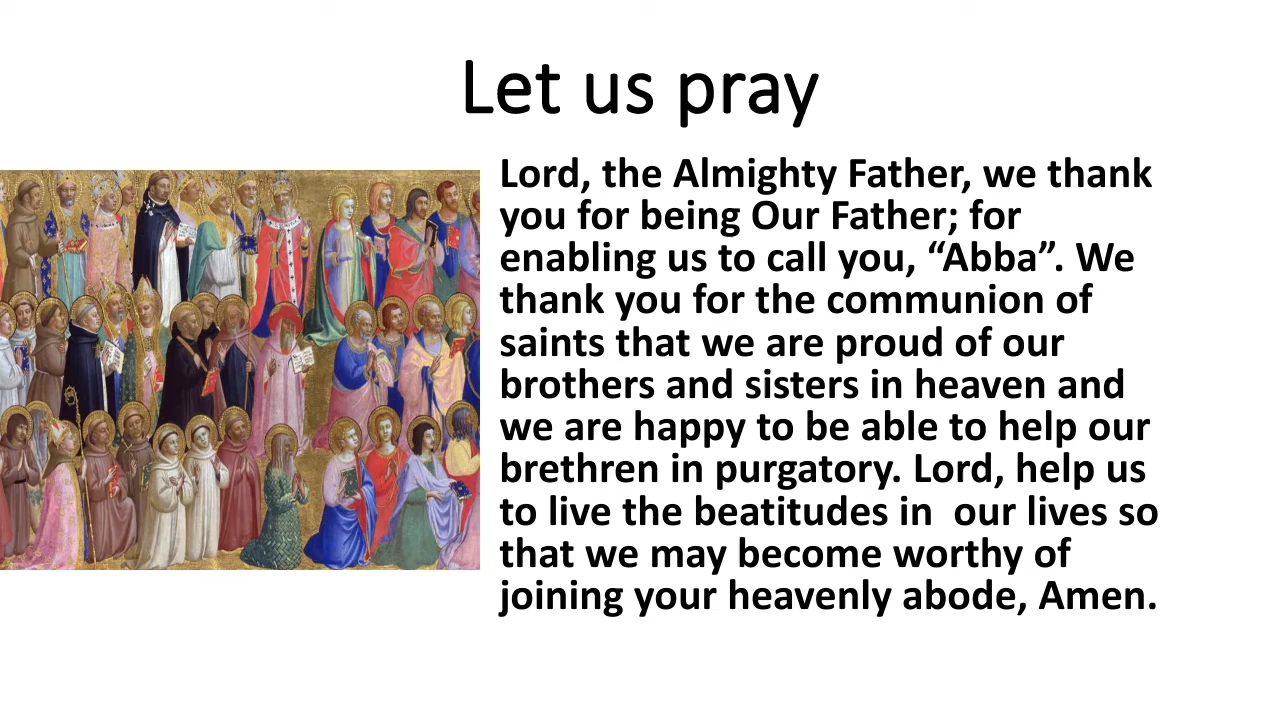 Let us pray
Lord, the Almighty Father, we thank
you for being Our Father; for
enabling us to call you, “Abba”. We
thank you for the communion of
saints that we are proud of our
brothers and sisters in heaven and
we are happy to be able to help our
brethren in purgatory. Lord, help us
to live the beatitudes in  our lives so
that we may become worthy of
joining your heavenly abode, Amen.